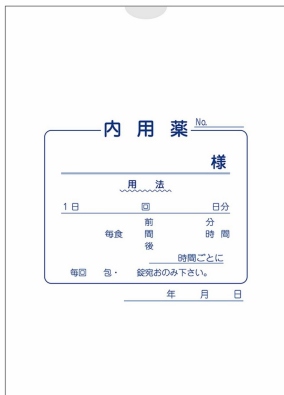 内用薬 No.
様
用法
1日 回 日分
前 分
毎食 間 時間
後
時間ごとに
毎回 包・ 錠宛おのみ下さい。
年 月 日